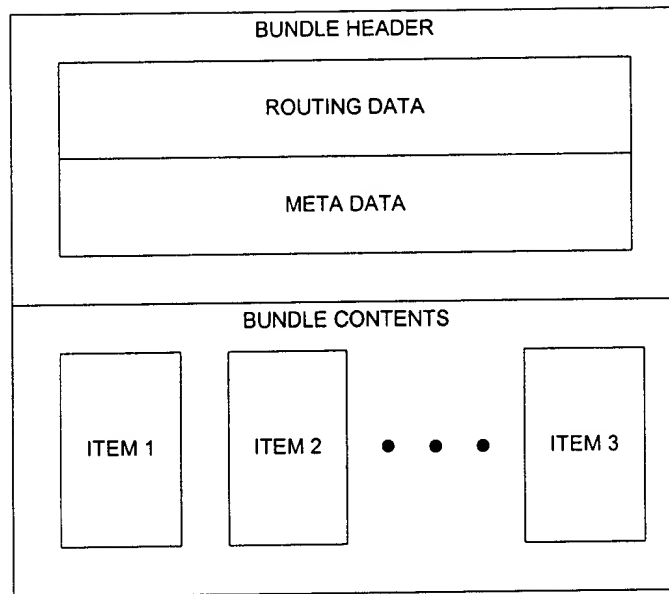 BUNDLE HEADER
ROUTING DATA
META DATA
BUNDLE CONTENTS
ITEM 1
ITEM 2
ITEM 3